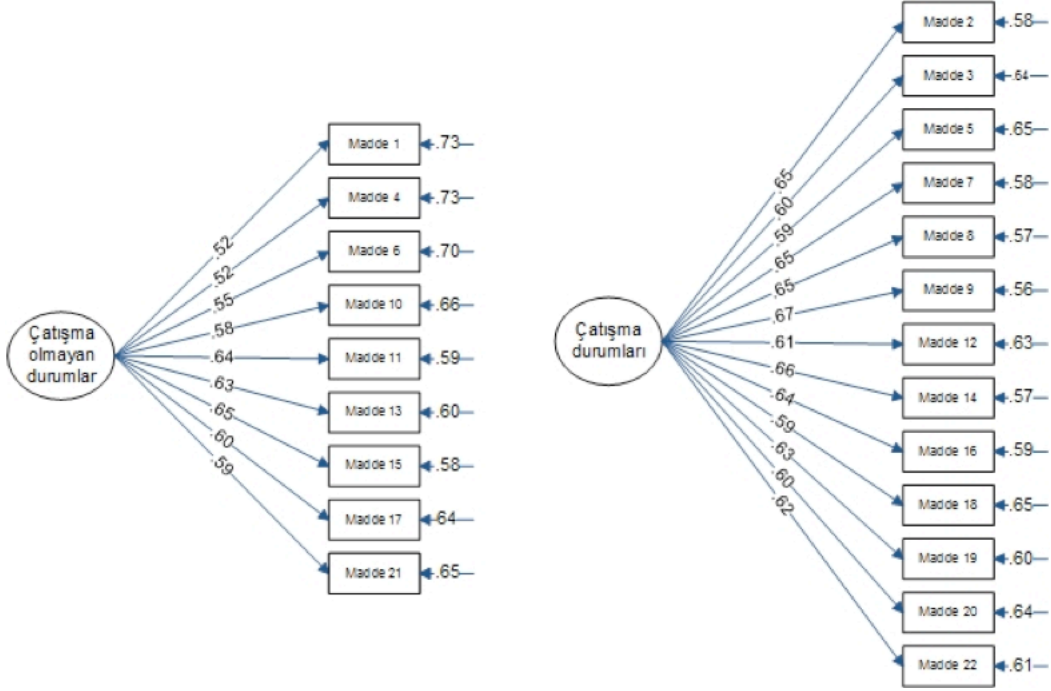 Çatışma
olmayan
durumlar
.52
.52
.55
.58
.64
.63
.65
.60
.59
Madde 1
.73
Madde 4
.73
Madde 6
.70
Madde 10
.66
Madde 11
.59
Madde 13
.60
Madde 15
.58
Madde 17
.64
Madde 21
.65
Çatışma
durumları
.65
.60
.59
.65
.65
.67
.61
.66
.64
.59
.63
.60
.62
Madde 2
.58
Madde 3
.64
Madde 5
.65
Madde 7
.58
Madde 8
.57
Madde 9
.56
Madde 12
.63
Madde 14
.57
Madde 16
.59
Madde 18
.65
Madde 19
.60
Madde 20
.64
Madde 22
.61